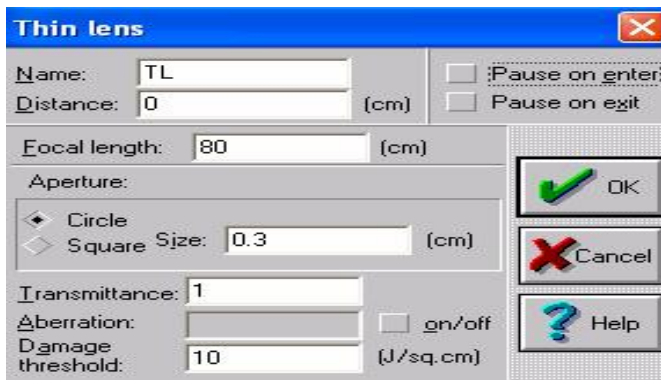 Thin lens
Name: TL
Distance: 0 (cm)
Pause on enter
Pause on exit
Focal length: 80 (cm)
Aperture:
Circle
Square Size: 0.3 (cm)
Transmittance: 1
Aberration: on/off
Damage
threshold: 10 (J/sq.cm)
OK
Cancel
Help